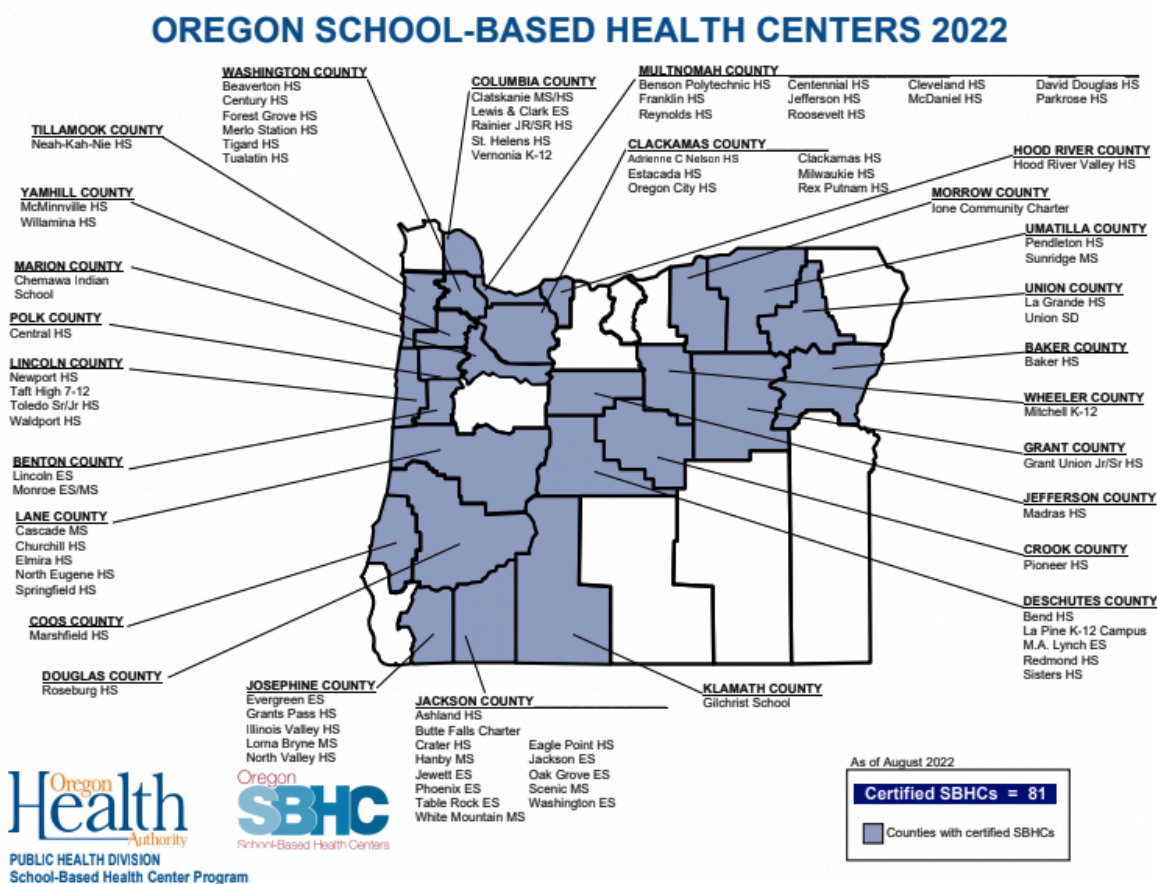 OREGON SCHOOL-BASED HEALTH CENTERS 2022
WASHINGTON COUNTY
Beaverton HS
Century HS
Forest Grove HS
Merlo Station HS
Tigard HS
Tualatin HS
COLUMBIA COUNTY
Clatskanie MS/HS
Lewis & Clark ES
Rainier JR/SR HS
St. Helens HS
Vernonia K-12
MULTNOMAH COUNTY
Benson Polytechnic HS Centennial HS Cleveland HS David Douglas HS
Franklin HS Jefferson HS McDaniel HS Parkrose HS
Reynolds HS Roosevelt HS
CLACKAMAS COUNTY
Adrienne C Nelson HS Clackamas HS
Estacada HS Milwaukie HS
Oregon City HS Rex Putnam HS
HOOD RIVER COUNTY
Hood River Valley HS
MORROW COUNTY
Ione Community Charter
UMATILLA COUNTY
Pendleton HS
Sunridge MS
UNION COUNTY
La Grande HS
Union SD
BAKER COUNTY
Baker HS
WHEELER COUNTY
Mitchell K-12
GRANT COUNTY
Grant Union Jr/Sr HS
JEFFERSON COUNTY
Madras HS
CROOK COUNTY
Pioneer HS
DESCHUTES COUNTY
Bend HS
La Pine K-12 Campus
M.A. Lynch ES
Redmond HS
Sisters HS
TILLAMOOK COUNTY
Neah-Kah-Nie HS
YAMHILL COUNTY
McMinnville HS
Willamina HS
MARION COUNTY
Chemawa Indian
School
POLK COUNTY
Central HS
LINCOLN COUNTY
Newport HS
Taft High 7-12
Toledo Sr/Jr HS
Waldport HS
BENTON COUNTY
Lincoln ES
Monroe ES/MS
LANE COUNTY
Cascade MS
Churchill HS
Elmira HS
North Eugene HS
Springfield HS
COOS COUNTY
Marshfield HS
DOUGLAS COUNTY
Roseburg HS
JOSEPHINE COUNTY
Evergreen ES
Grants Pass HS
Illinois Valley HS
Lorna Bryne MS
North Valley HS
JACKSON COUNTY
Ashland HS
Butte Falls Charter
Crater HS Eagle Point HS
Hanby MS Jackson ES
Jewett ES Oak Grove ES
Phoenix ES Scenic MS
Table Rock ES Washington ES
White Mountain MS
KLAMATH COUNTY
Gilchrist School
As of August 2022
Certified SBHCs = 81
Counties with certified SBHCs
Oregon
Health
Authority
PUBLIC HEALTH DIVISION
School-Based Health Center Program
Oregon
SBHC
School-Based Health Centers